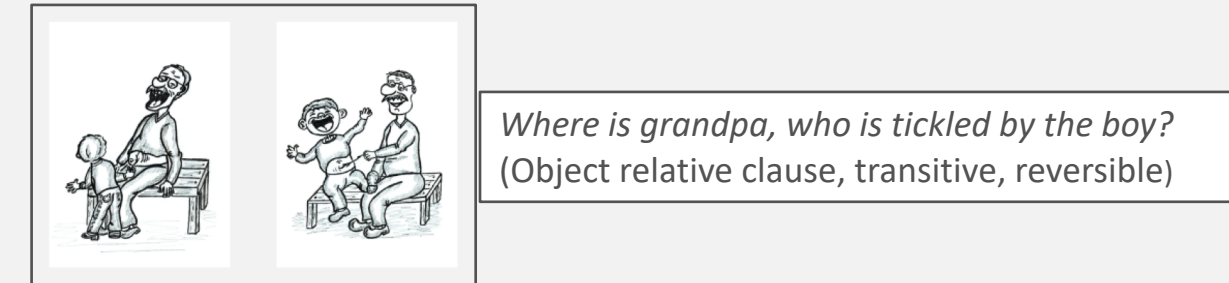 Where is grandpa, who is tickled by the boy?
(Object relative clause, transitive, reversible)